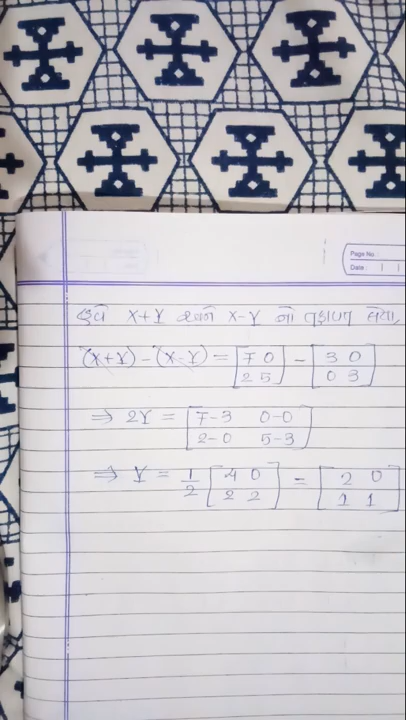 Page No.
Date :
હવે X+Y અને X-Y નો તફાવત લેતા,
(X+Y) - (X-Y) = [7 0 2 5] - [3 0 0 3]
⇒ 2Y = [7-3 0-0 2-0 5-3]
⇒ Y = 1/2 [4 0 2 2] = [2 0 1 1]